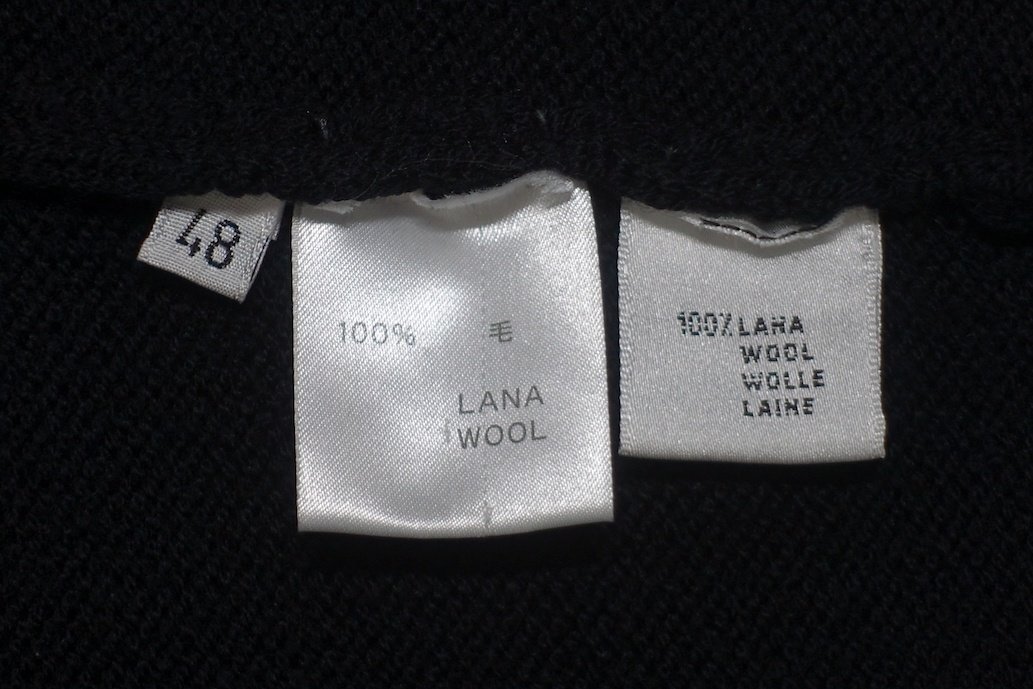 48
100% 毛
LANA
WOOL
100% LANA
WOOL
WOLLE
LAINE